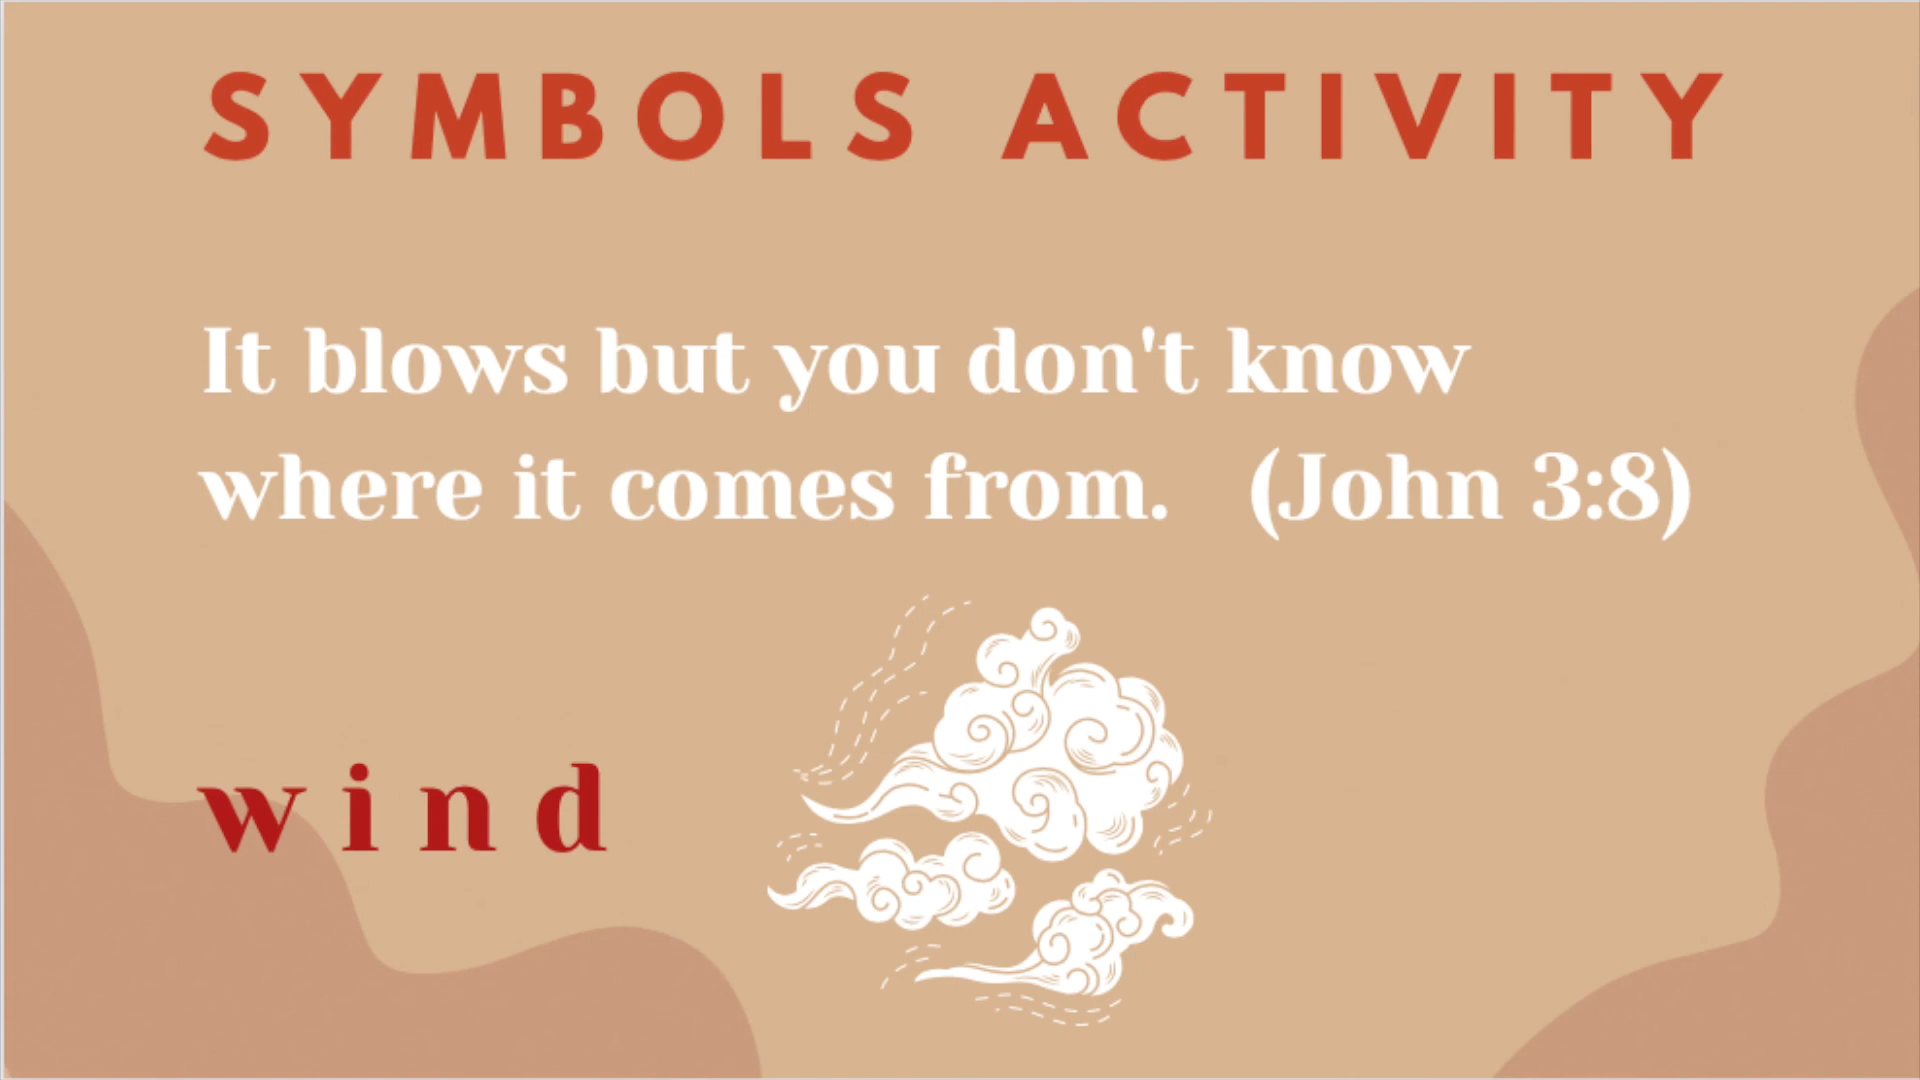 SYMBOLS ACTIVITY
It blows but you don't know
where it comes from. (John 3:8)
wind